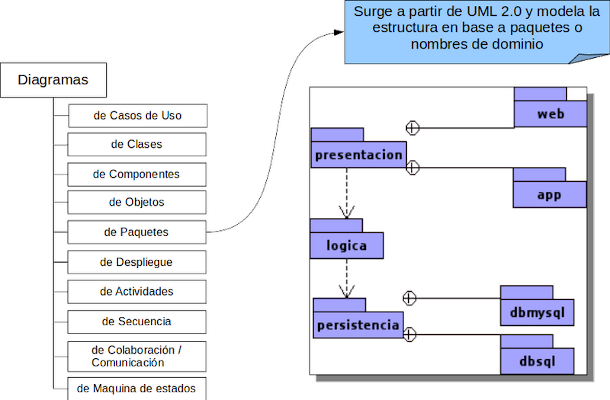 Surge a partir de UML 2.0 y modela la
estructura en base a paquetes o
nombres de dominio
Diagramas
de Casos de Uso
de Clases
de Componentes
de Objetos
de Paquetes
de Despliegue
de Actividades
de Secuencia
de Colaboración /
Comunicación
de Maquina de estados
web
presentacion
app
logica
dbmysql
persistencia
dbsql